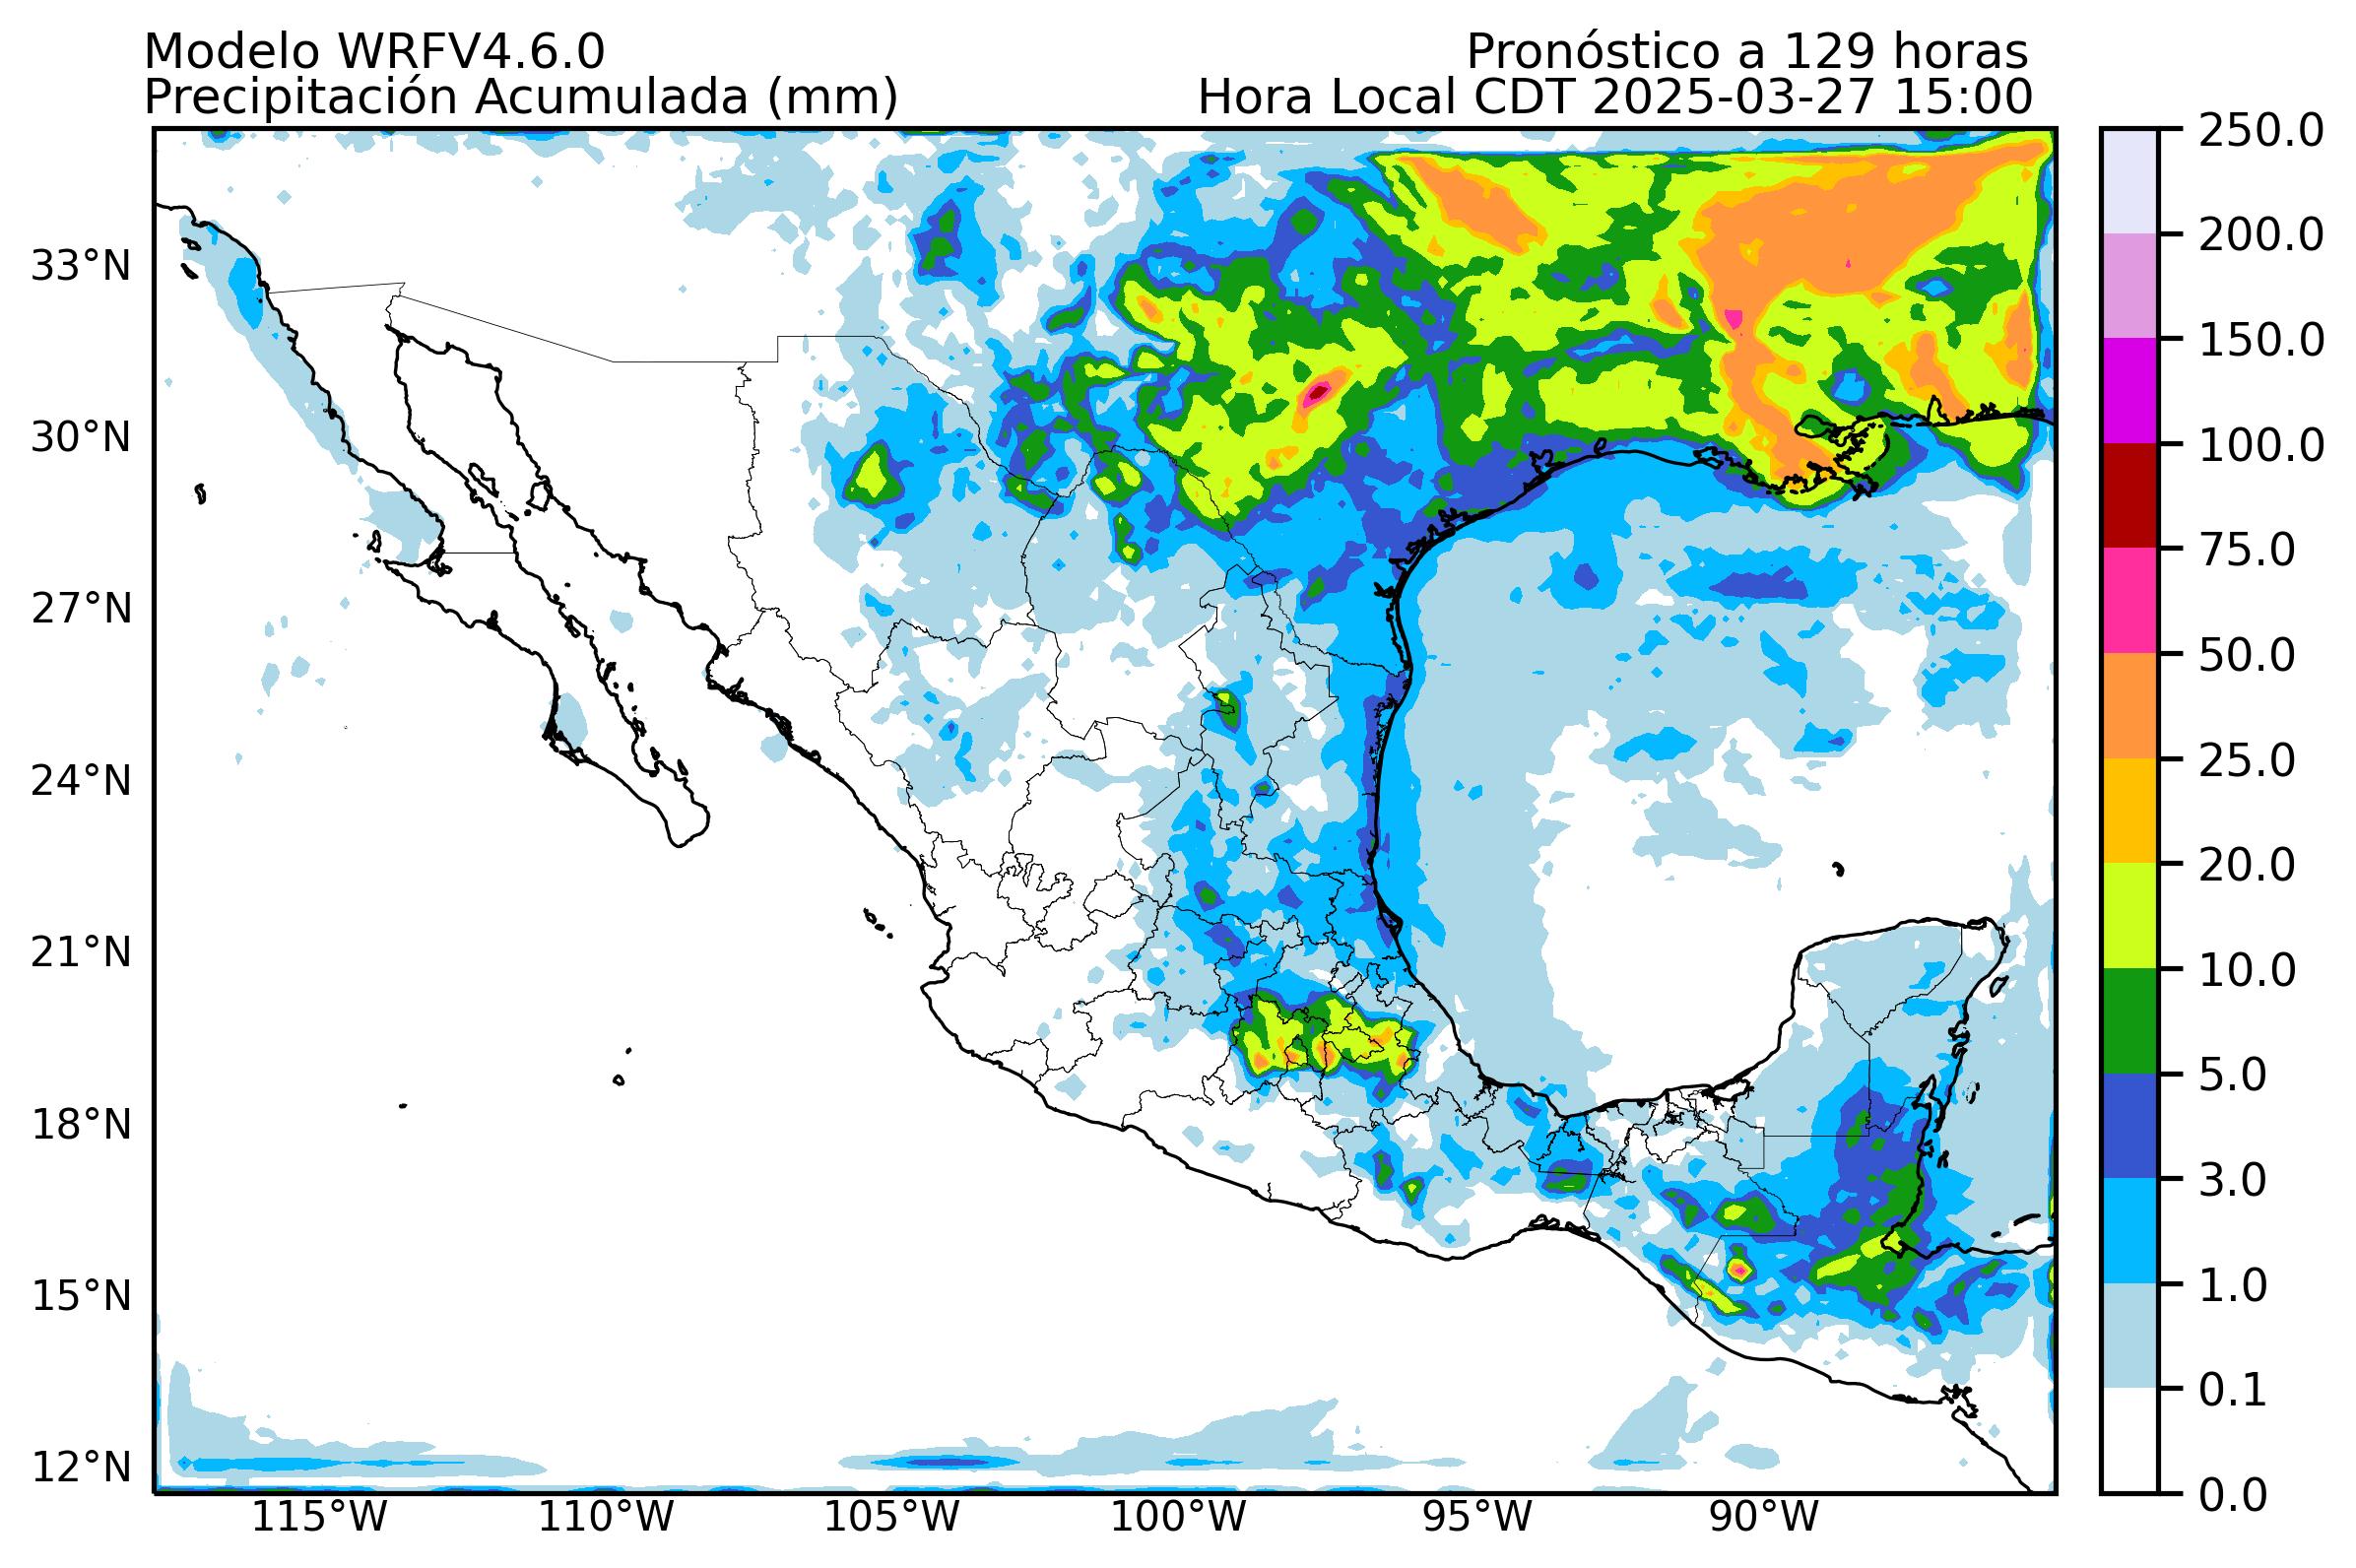 Modelo WRFV4.6.0
Pronóstico a 129 horas
Precipitación Acumulada (mm)
Hora Local CDT 2025-03-27 15:00
250.0
200.0
150.0
100.0
75.0
50.0
25.0
20.0
10.0
5.0
3.0
1.0
0.1
0.0
33°N
30°N
27°N
24°N
21°N
18°N
15°N
12°N
115°W
110°W
105°W
100°W
95°W
90°W